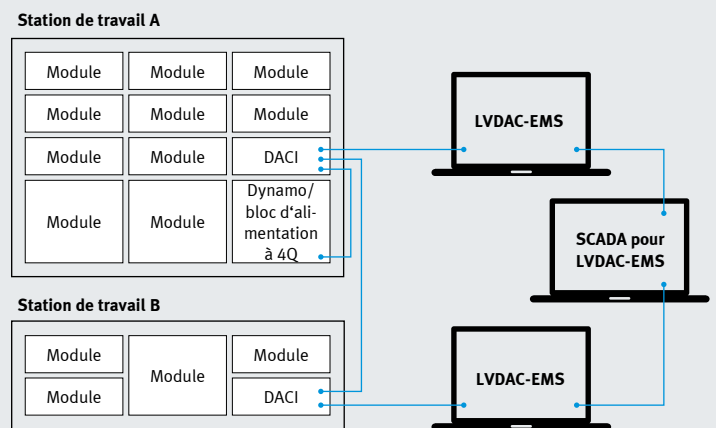 Station de travail A
Module Module Module
Module Module Module
Module Module DACI
Module Module Dynamo/
bloc d‘ali-
mentation
à 4Q
LVDAC-EMS
SCADA pour
LVDAC-EMS
Station de travail B
Module Module Module
Module DACI
LVDAC-EMS